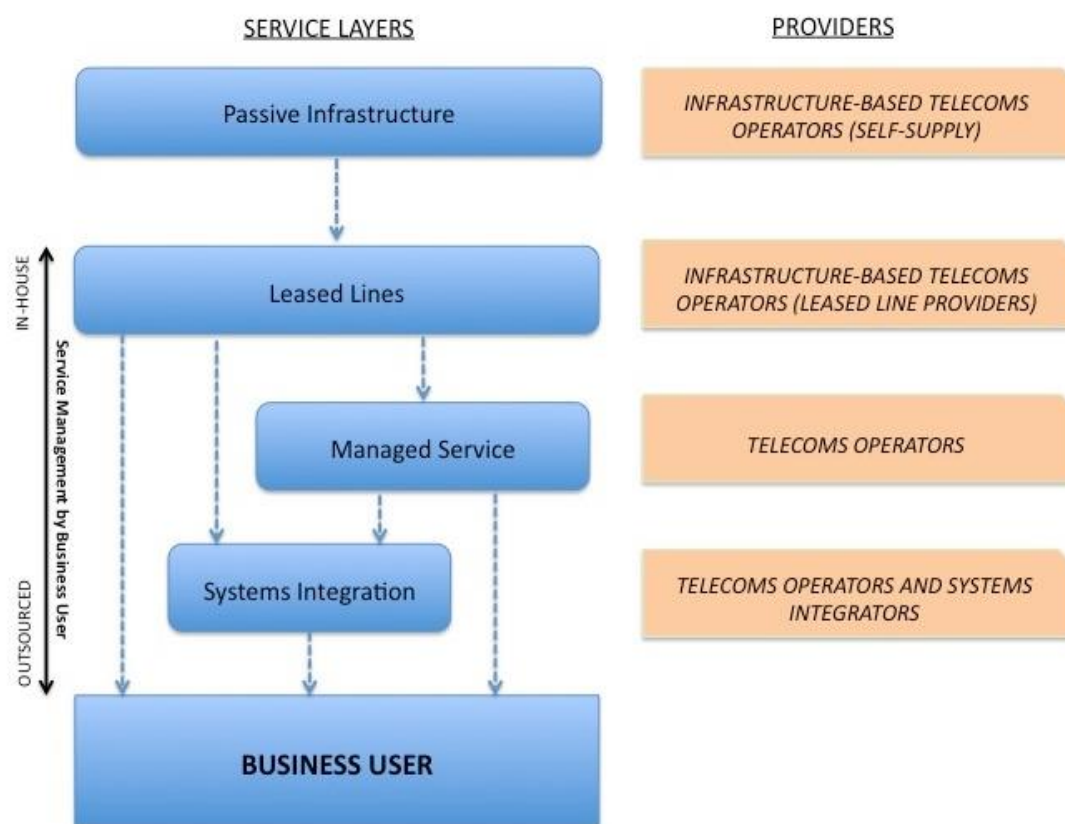 SERVICE LAYERS
PROVIDERS
Passive Infrastructure
INFRASTRUCTURE-BASED TELECOMS
OPERATORS (SELF-SUPPLY)
IN-HOUSE
Service Management by Business User
OUTSOURCED
Leased Lines
INFRASTRUCTURE-BASED TELECOMS
OPERATORS (LEASED LINE PROVIDERS)
Managed Service
TELECOMS OPERATORS
Systems Integration
TELECOMS OPERATORS AND SYSTEMS
INTEGRATORS
BUSINESS USER